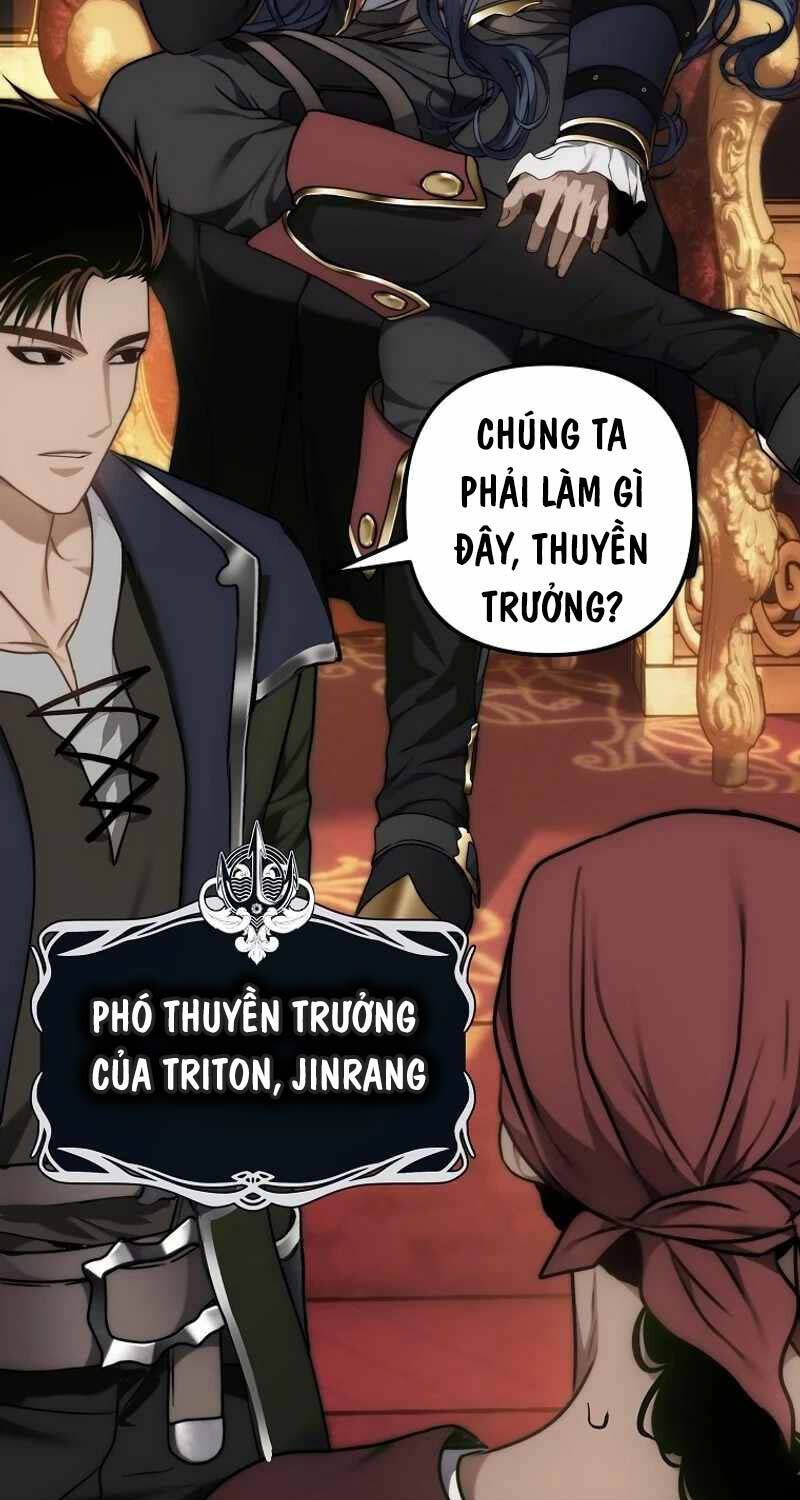 CHÚNG TA
PHẢI LÀM GÌ
ĐÂY, THUYỀN
TRƯỞNG?
PHÓ THUYỀN TRƯỞNG
CỦA TRITON, JINRANG